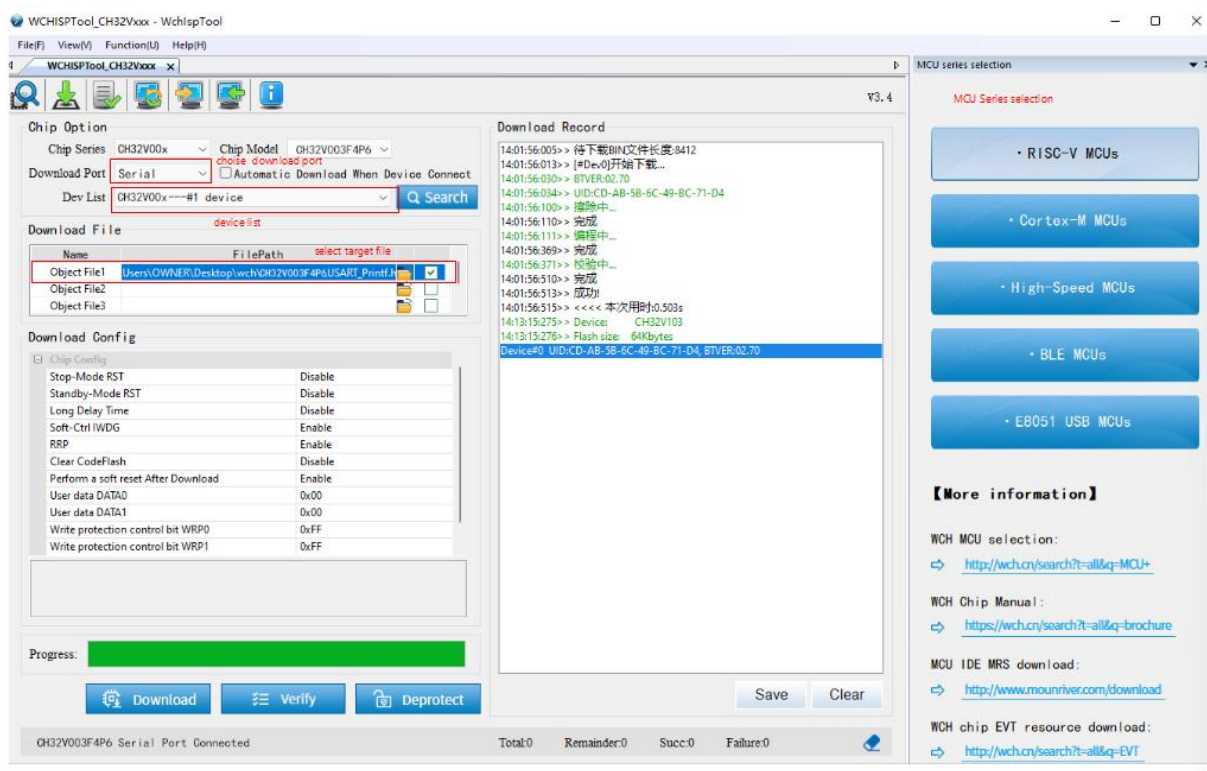 WCHISPTool_CH32Vxxx - WchIspTool
File(F) View(V) Function(U) Help(H)
WCHISPTool_CH32Vxxx x
V3.4
Chip Option
Chip Series CH32V00x Chip Model CH32V003F4P6
choise download port
Download Port Serial Automatic Download When Device Connect
Dev List CH32V00x---#1 device Search
device list
Download File
select target file
Name FilePath
Object File1 Users\OWNER\Desktop\wch\CH32V003F4P6USART_Printf.h
Object File2
Object File3
Download Config
Chip Config
Stop-Mode RST Disable
Standby-Mode RST Disable
Long Delay Time Disable
Soft-Ctrl IWDG Enable
RRP Enable
Clear CodeFlash Disable
Perform a soft reset After Download Enable
User data DATA0 0x00
User data DATA1 0x00
Write protection control bit WRP0 0xFF
Write protection control bit WRP1 0xFF
Progress:
Download Verify Deprotect
CH32V003F4P6 Serial Port Connected
Download Record
14:01:56:005>> 待下载BIN文件长度:8412
14:01:56:013>> [#Dev0]开始下载...
14:01:56:030>> BTVER:02.70
14:01:56:034>> UID:CD-AB-5B-6C-49-BC-71-D4
14:01:56:100>> 擦除中...
14:01:56:110>> 完成
14:01:56:111>> 编程中...
14:01:56:369>> 完成
14:01:56:371>> 校验中...
14:01:56:510>> 完成
14:01:56:513>> 成功!
14:01:56:515>> <<<< 本次用时:0.503s
14:13:15:275>> Device: CH32V103
14:13:15:276>> Flash size: 64Kbytes
Device#0 UID:CD-AB-5B-6C-49-BC-71-D4, BTVER:02.70
Save Clear
Total:0 Remainder:0 Succ:0 Failure:0
MCU series selection
MCU Series selection
· RISC-V MCUs
· Cortex-M MCUs
· High-Speed MCUs
· BLE MCUs
· E8051 USB MCUs
【More information】
WCH MCU selection:
http://wch.cn/search?t=all&q=MCU+
WCH Chip Manual:
https://wch.cn/search?t=all&q=brochure
MCU IDE MRS download:
http://www.mounriver.com/download
WCH chip EVT resource download:
http://wch.cn/search?t=all&q=EVT